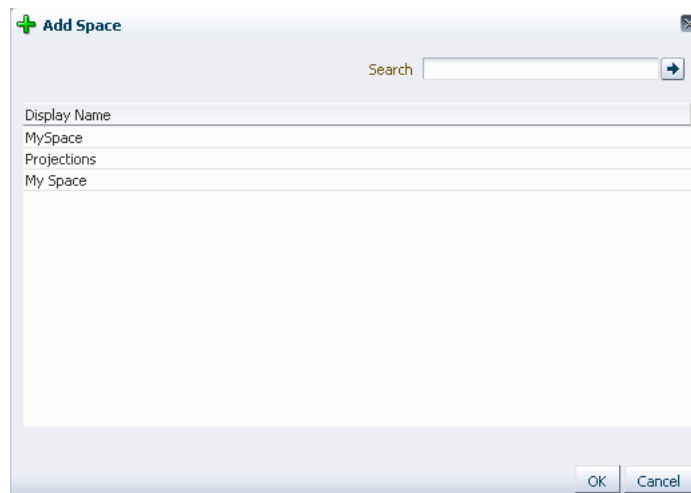 Add Space
Search
Display Name
MySpace
Projections
My Space
OK Cancel